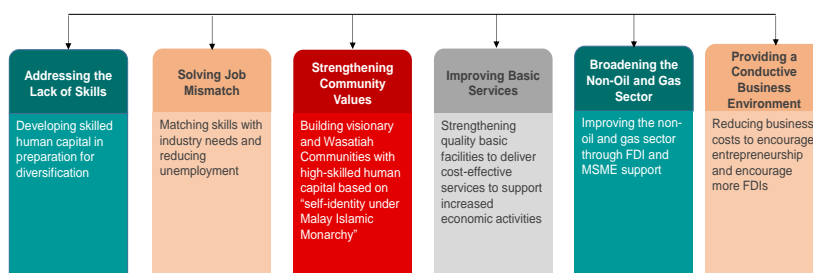 Addressing the
Lack of Skills
Developing skilled
human capital in
preparation for
diversification
Solving Job
Mismatch
Matching skills with
industry needs and
reducing
unemployment
Strengthening
Community
Values
Building visionary
and Wasatiah
Communities with
high-skilled human
capital based on
“self-identity under
Malay Islamic
Monarchy”
Improving Basic
Services
Strengthening
quality basic
facilities to deliver
cost-effective
services to support
increased
economic activities
Broadening the
Non-Oil and Gas
Sector
Improving the non-
oil and gas sector
through FDI and
MSME support
Providing a
Conductive
Business
Environment
Reducing business
costs to encourage
entrepreneurship
and encourage
more FDIs